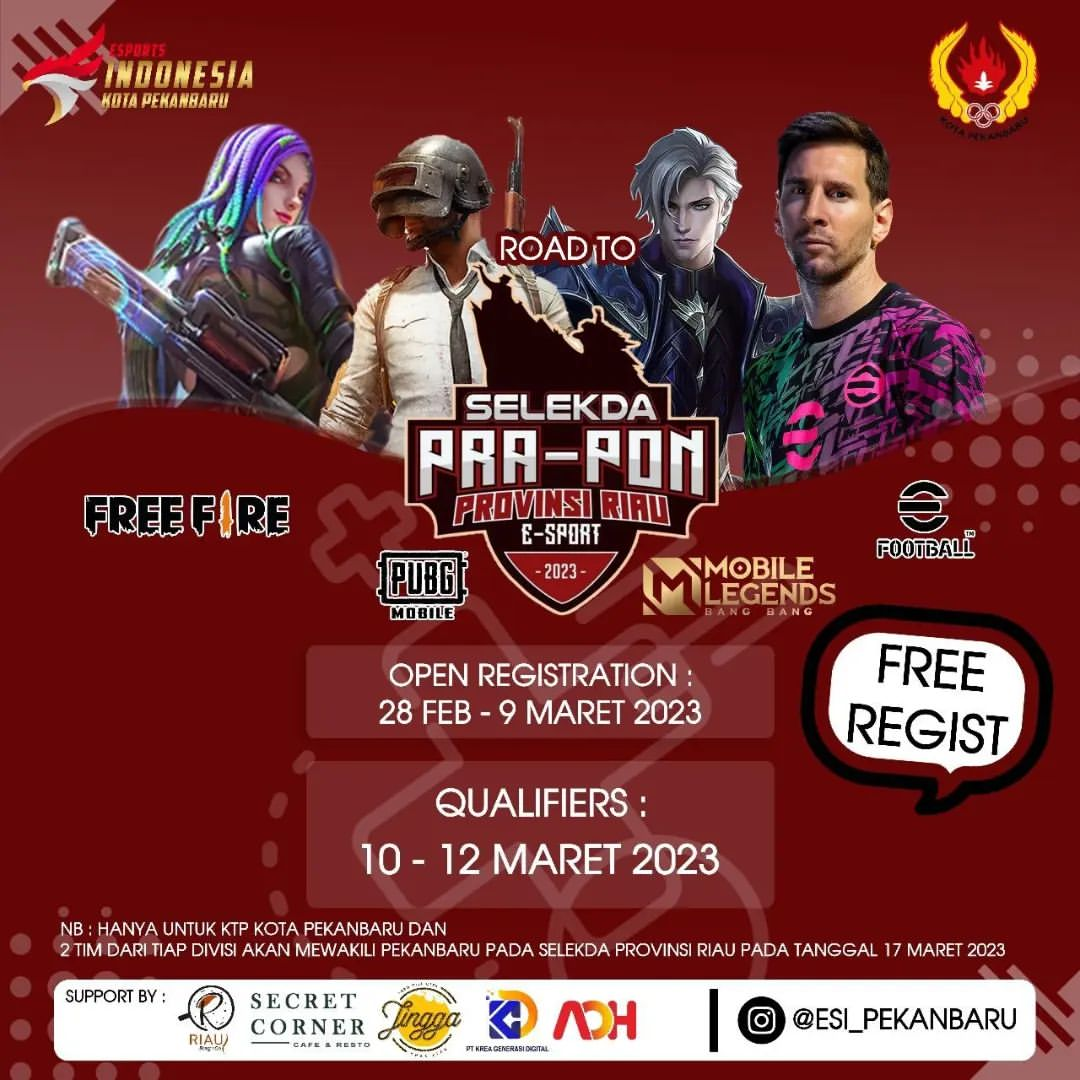 ESPORTS
INDONESIA
KOTA PEKANBARU
KOTA PEKANBARU
ROAD TO
SELEKDA
PRA-PON
PROVINSI RIAU
E-SPORT
- 2023 -
FREE FIRE
PUBG
MOBILE
MOBILE
LEGENDS
BANG BANG
FOOTBALL™
OPEN REGISTRATION :
28 FEB - 9 MARET 2023
FREE
REGIST
QUALIFIERS :
10 - 12 MARET 2023
NB : HANYA UNTUK KTP KOTA PEKANBARU DAN
2 TIM DARI TIAP DIVISI AKAN MEWAKILI PEKANBARU PADA SELEKDA PROVINSI RIAU PADA TANGGAL 17 MARET 2023
SUPPORT BY :
RIAU
SECRET
CORNER
CAFE & RESTO
Jingga
PT KREA GENERASI DIGITAL
ADH
@ESI_PEKANBARU